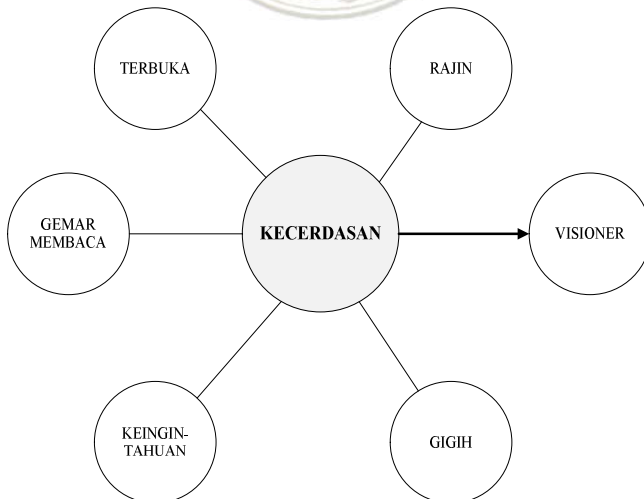 TERBUKA
RAJIN
GEMAR
MEMBACA
KECERDASAN
VISIONER
KEINGIN-
TAHUAN
GIGIH